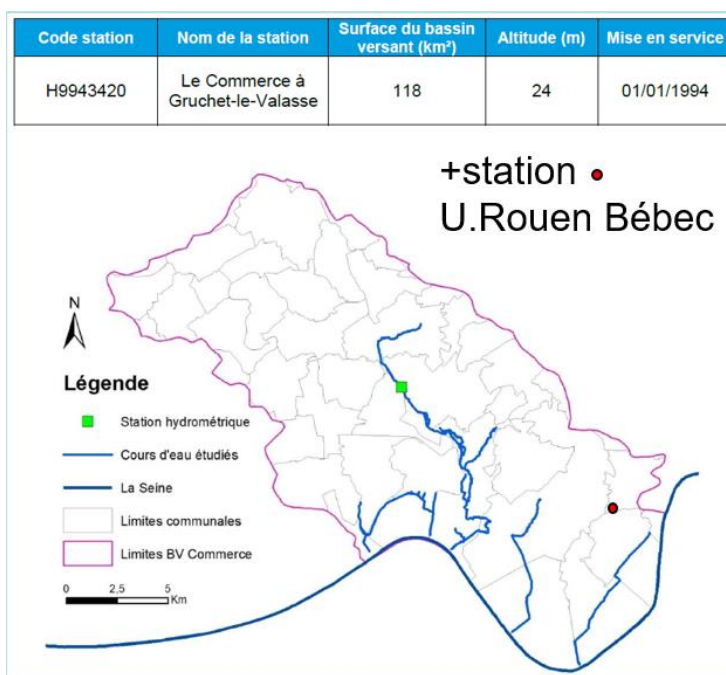 Code station
Nom de la station
Surface du bassin
versant (km²)
Altitude (m)
Mise en service
H9943420
Le Commerce à
Gruchet-le-Valasse
118
24
01/01/1994
+station
U.Rouen Bébec
N
Légende
Station hydrométrique
Cours d'eau étudiés
La Seine
Limites communales
Limites BV Commerce
0 2,5 5
Km